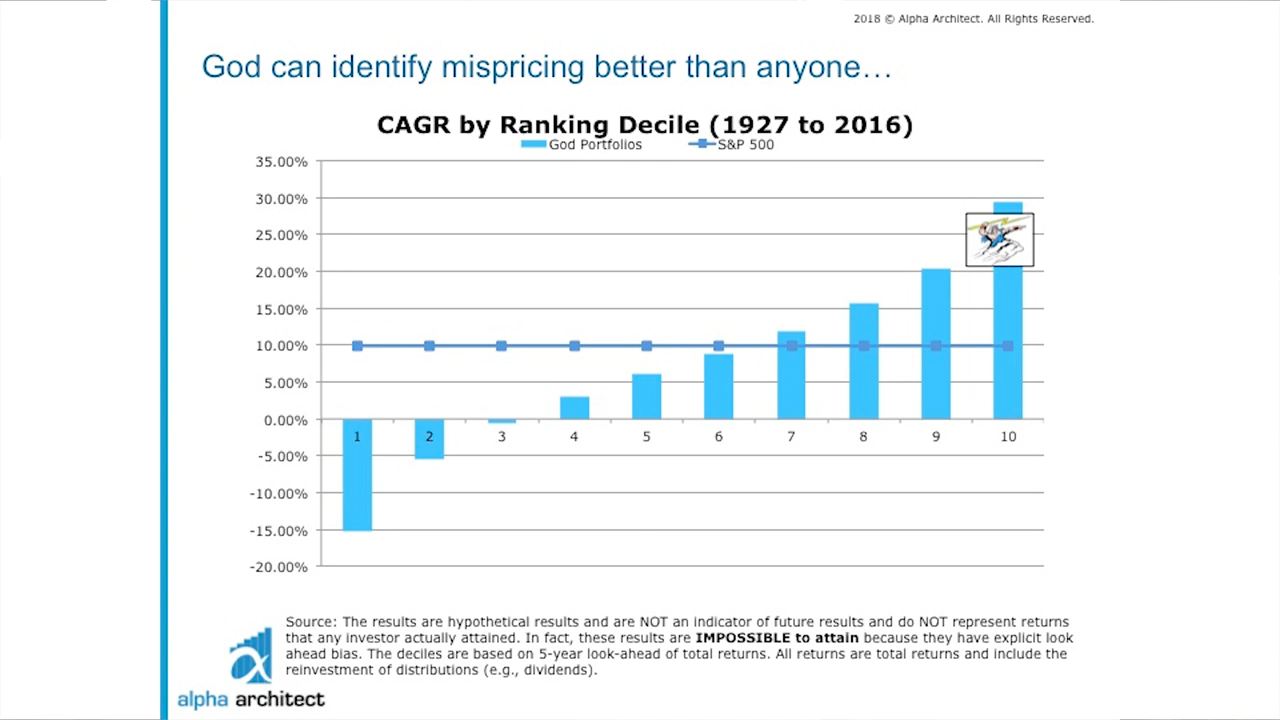 2018 © Alpha Architect. All Rights Reserved.
God can identify mispricing better than anyone…
CAGR by Ranking Decile (1927 to 2016)
God Portfolios S&P 500
35.00%
30.00%
25.00%
20.00%
15.00%
10.00%
5.00%
0.00%
1 2 3 4 5 6 7 8 9 10
-5.00%
-10.00%
-15.00%
-20.00%
Source: The results are hypothetical results and are NOT an indicator of future results and do NOT represent returns
that any investor actually attained. In fact, these results are IMPOSSIBLE to attain because they have explicit look
ahead bias. The deciles are based on 5-year look-ahead of total returns. All returns are total returns and include the
reinvestment of distributions (e.g., dividends).
alpha architect